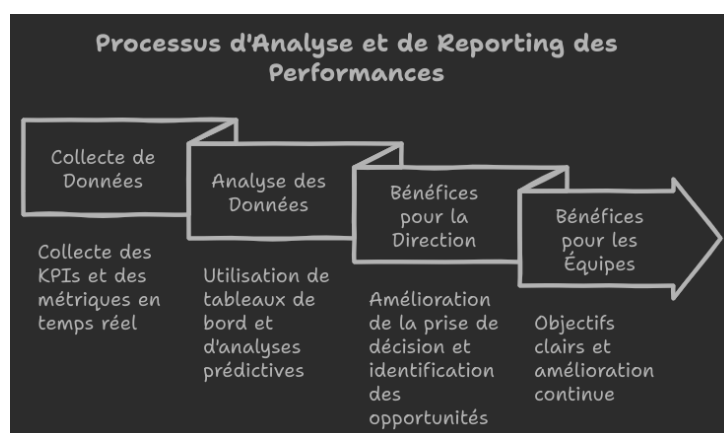 Processus d'Analyse et de Reporting des
Performances
Collecte de
Données
Collecte des
KPIs et des
métriques en
temps réel
Analyse des
Données
Utilisation de
tableaux de
bord et
d'analyses
prédictives
Bénéfices
pour la
Direction
Amélioration
de la prise de
décision et
identification
des
opportunités
Bénéfices
pour les
Équipes
Objectifs
clairs et
amélioration
continue